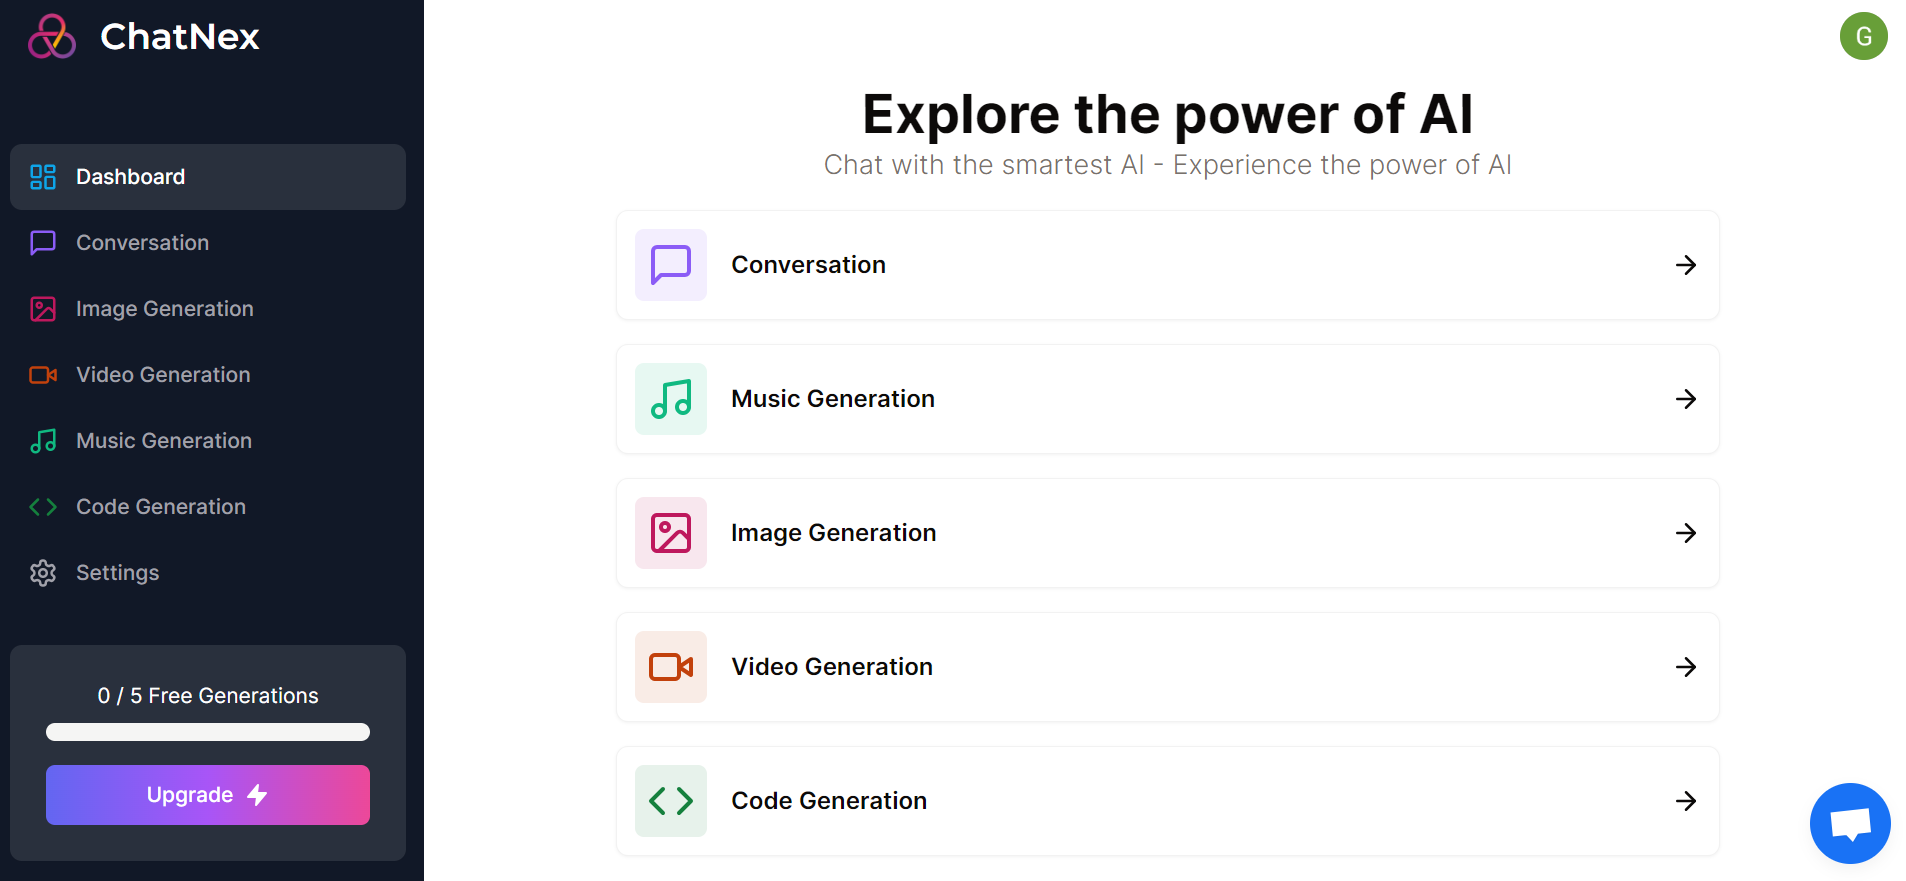 ChatNex
Dashboard
Conversation
Image Generation
Video Generation
Music Generation
Code Generation
Settings
0 / 5 Free Generations
Upgrade
G
Explore the power of AI
Chat with the smartest AI - Experience the power of AI
Conversation
Music Generation
Image Generation
Video Generation
Code Generation